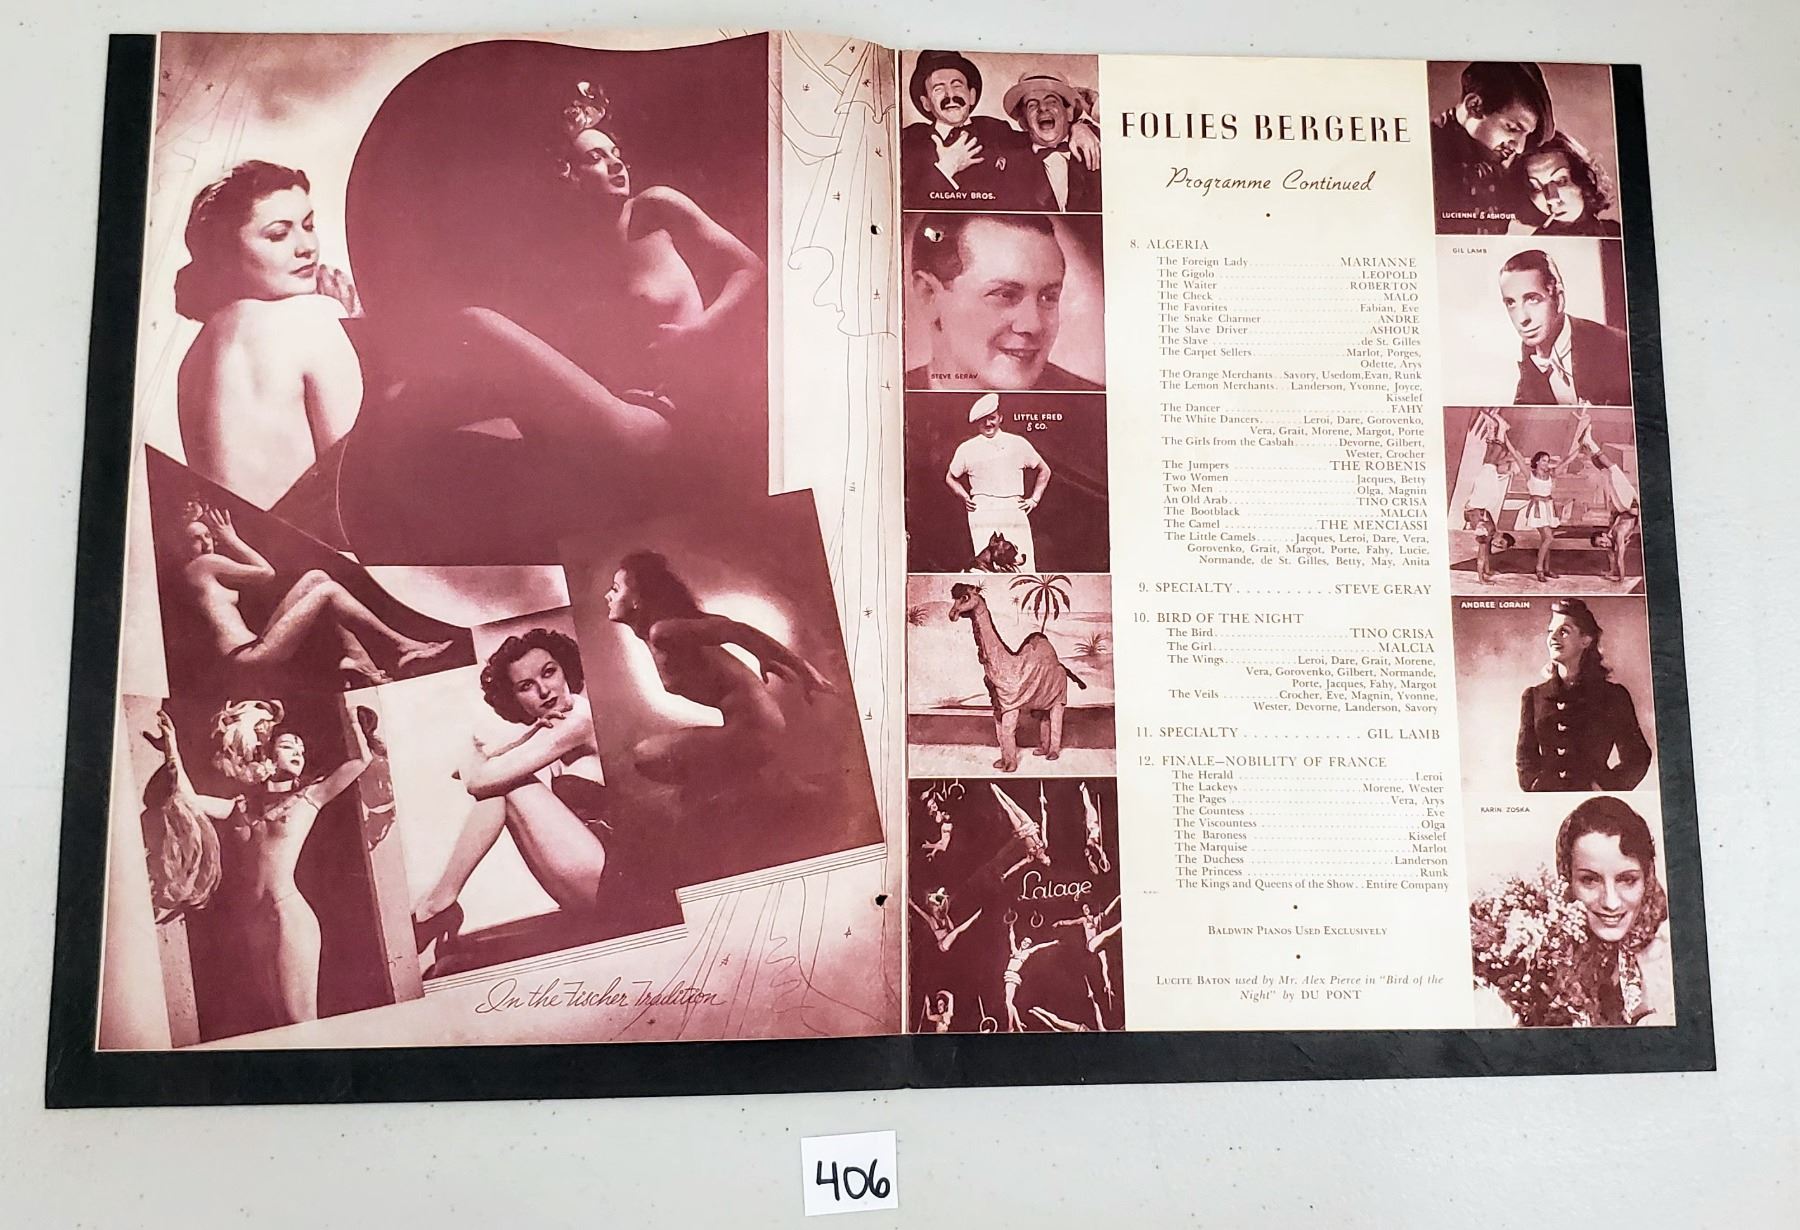 In the Fischer Tradition
CALGARY BROS.
STEVE GERAY
LITTLE FRED
& CO.
Lalage
FOLIES BERGERE
Programme Continued
8. ALGERIA
The Foreign Lady..............MARIANNE
The Gigolo ........................LEOPOLD
The Waiter ......................ROBERTON
The Check ............................MALO
The Favorites ....................Fabian, Eve
The Snake Charmer ....................ANDRE
The Slave Driver ....................ASHOUR
The Slave ........................de St. Gilles
The Carpet Sellers................Marlot, Porges,
Odette, Arys
The Orange Merchants..Savory, Usedom,Evan, Runk
The Lemon Merchants...Landerson, Yvonne, Joyce,
Kisselef
The Dancer ............................FAHY
The White Dancers........Leroi, Dare, Gorovenko,
Vera, Grait, Morene, Margot, Porte
The Girls from the Casbah........Devorne, Gilbert,
Wester, Crocher
The Jumpers ..................THE ROBENIS
Two Women ....................Jacques, Betty
Two Men ......................Olga, Magnin
An Old Arab......................TINO CRISA
The Bootblack ......................MALCIA
The Camel ................THE MENCIASSI
The Little Camels.......Jacques, Leroi, Dare, Vera,
Gorovenko, Grait, Margot, Porte, Fahy, Lucie,
Normande, de St. Gilles, Betty, May, Anita
9. SPECIALTY..........STEVE GERAY
10. BIRD OF THE NIGHT
The Bird......................TINO CRISA
The Girl............................MALCIA
The Wings............Leroi, Dare, Grait, Morene,
Vera, Gorovenko, Gilbert, Normande,
Porte, Jacques, Fahy, Margot
The Veils ..........Crocher, Eve, Magnin, Yvonne,
Wester, Devorne, Landerson, Savory
11. SPECIALTY............GIL LAMB
12. FINALE—NOBILITY OF FRANCE
The Herald ............................Leroi
The Lackeys ....................Morene, Wester
The Pages ..........................Vera, Arys
The Countess ............................Eve
The Viscountess ..........................Olga
The Baroness ..........................Kisselef
The Marquise ..........................Marlot
The Duchess ......................Landerson
The Princess ............................Runk
The Kings and Queens of the Show..Entire Company
BALDWIN PIANOS USED EXCLUSIVELY
LUCITE BATON used by Mr. Alex Pierce in "Bird of the
Night" by DU PONT
LUCIENNE & ASHOUR
GIL LAMB
ANDREE LORAIN
KARIN ZOSKA
406